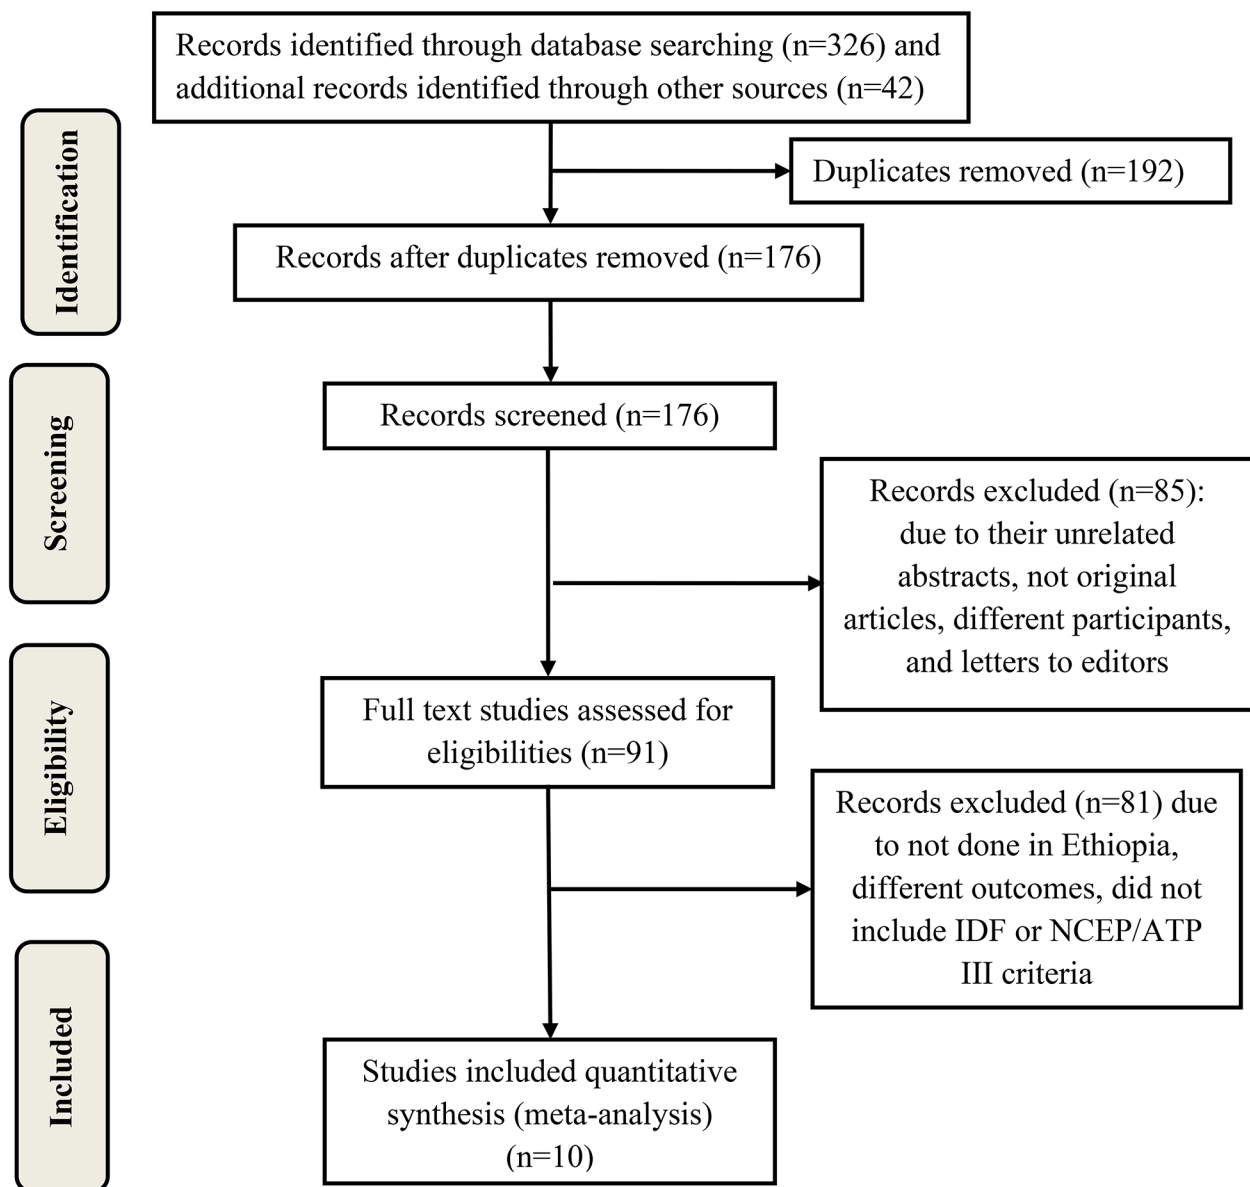 Records identified through database searching (n=326) and
additional records identified through other sources (n=42)
Identification
Duplicates removed (n=192)
Records after duplicates removed (n=176)
Screening
Records screened (n=176)
Records excluded (n=85):
due to their unrelated
abstracts, not original
articles, different participants,
and letters to editors
Eligibility
Full text studies assessed for
eligibilities (n=91)
Records excluded (n=81) due
to not done in Ethiopia,
different outcomes, did not
include IDF or NCEP/ATP
III criteria
Included
Studies included quantitative
synthesis (meta-analysis)
(n=10)